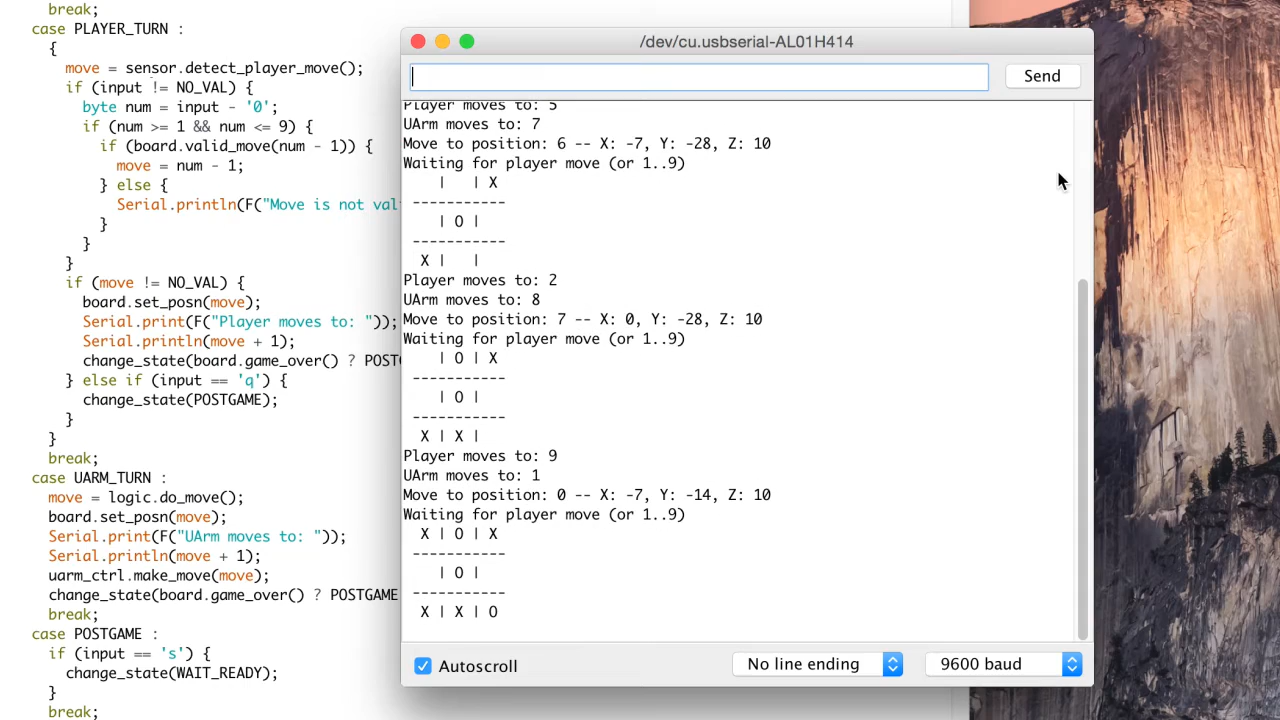 break;
case PLAYER_TURN :
{
move = sensor.detect_player_move();
if (input != NO_VAL) {
byte num = input - '0';
if (num >= 1 && num <= 9) {
if (board.valid_move(num - 1)) {
move = num - 1;
} else {
Serial.println(F("Move is not val
}
}
}
if (move != NO_VAL) {
board.set_posn(move);
Serial.print(F("Player moves to: "));
Serial.println(move + 1);
change_state(board.game_over() ? POST
} else if (input == 'q') {
change_state(POSTGAME);
}
}
break;
case UARM_TURN :
move = logic.do_move();
board.set_posn(move);
Serial.print(F("UArm moves to: "));
Serial.println(move + 1);
uarm_ctrl.make_move(move);
change_state(board.game_over() ? POSTGAME
break;
case POSTGAME :
if (input == 's') {
change_state(WAIT_READY);
}
break;
/dev/cu.usbserial-AL01H414
Send
Player moves to: 5
UArm moves to: 7
Move to position: 6 -- X: -7, Y: -28, Z: 10
Waiting for player move (or 1..9)
| | X
-----------
| O |
-----------
X | |
Player moves to: 2
UArm moves to: 8
Move to position: 7 -- X: 0, Y: -28, Z: 10
Waiting for player move (or 1..9)
| O | X
-----------
| O |
-----------
X | X |
Player moves to: 9
UArm moves to: 1
Move to position: 0 -- X: -7, Y: -14, Z: 10
Waiting for player move (or 1..9)
X | O | X
-----------
| O |
-----------
X | X | O
Autoscroll
No line ending
9600 baud